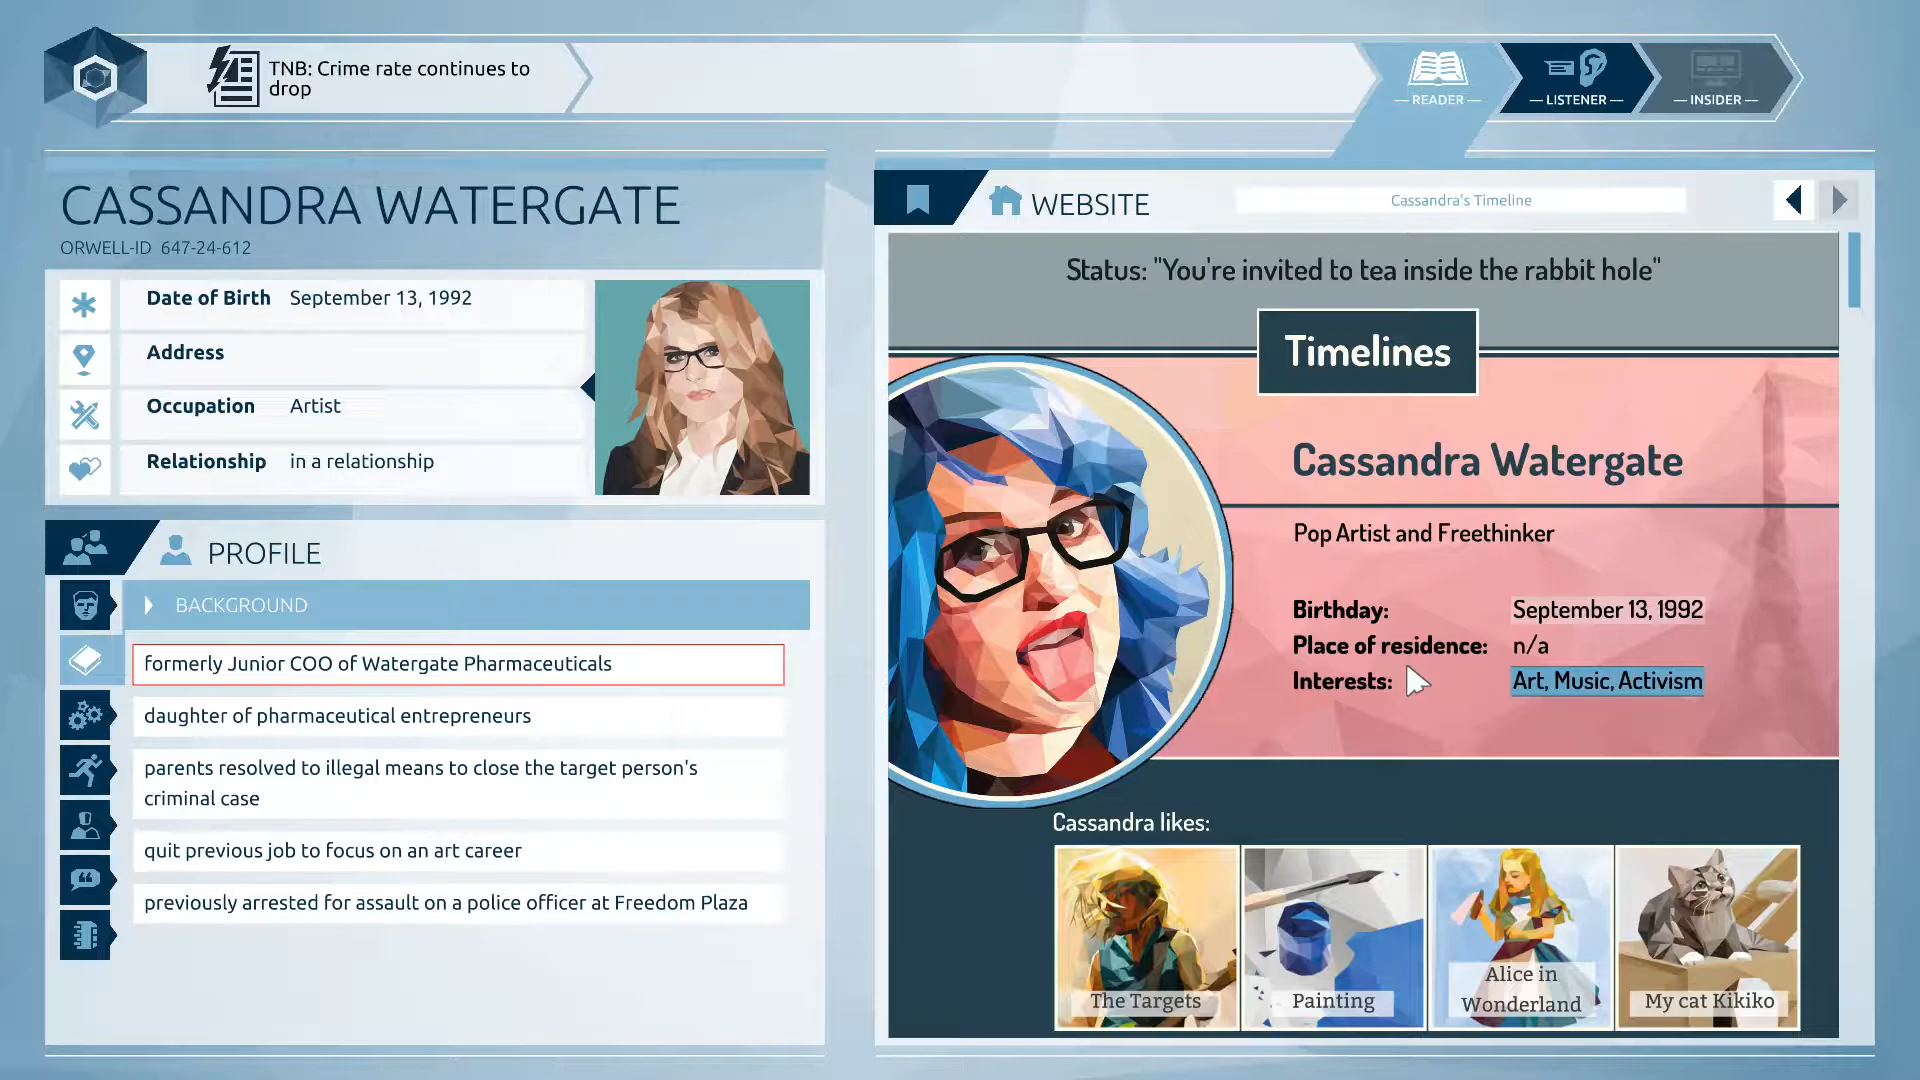 TNB: Crime rate continues to
drop
READER
LISTENER
INSIDER
CASSANDRA WATERGATE
ORWELL-ID 647-24-612
Date of Birth September 13, 1992
Address
Occupation Artist
Relationship in a relationship
PROFILE
BACKGROUND
formerly Junior COO of Watergate Pharmaceuticals
daughter of pharmaceutical entrepreneurs
parents resolved to illegal means to close the target person's
criminal case
quit previous job to focus on an art career
previously arrested for assault on a police officer at Freedom Plaza
WEBSITE
Cassandra's Timeline
Status: "You're invited to tea inside the rabbit hole"
Timelines
Cassandra Watergate
Pop Artist and Freethinker
Birthday: September 13, 1992
Place of residence: n/a
Interests: Art, Music, Activism
Cassandra likes:
The Targets
Painting
Alice in
Wonderland
My cat Kikiko